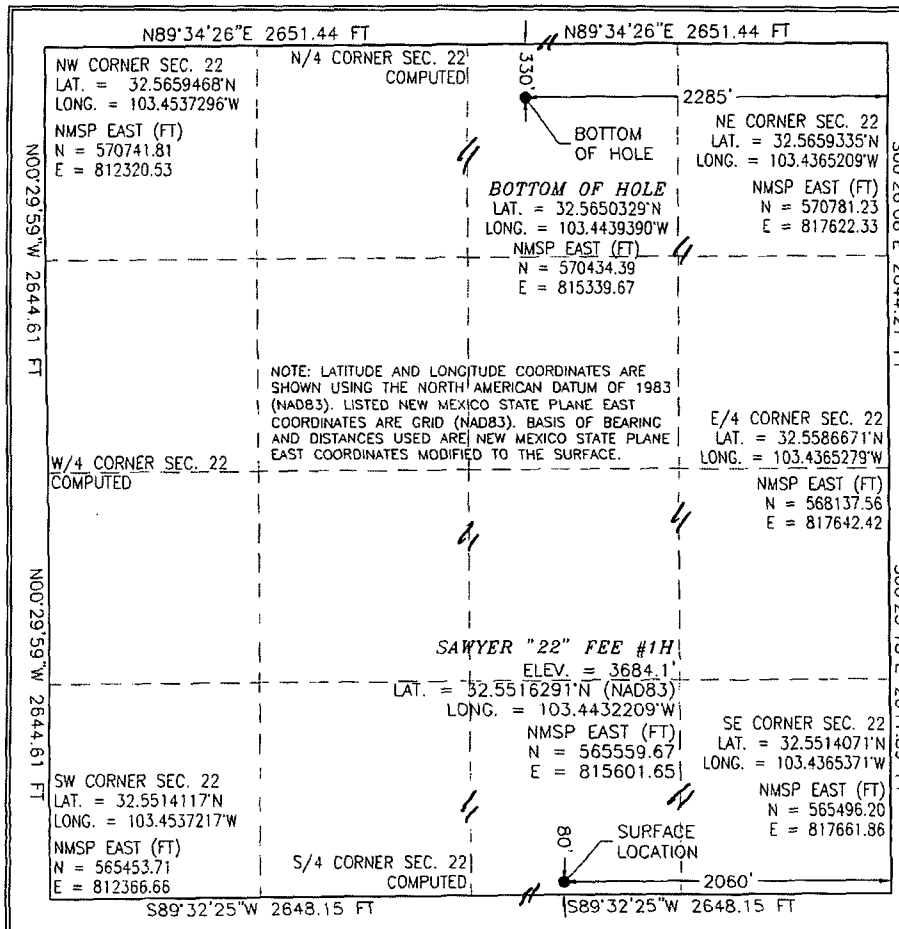 N89°34'26"E 2651.44 FT
N89°34'26"E 2651.44 FT
NW CORNER SEC. 22
LAT. = 32.5659468°N
LONG. = 103.4537296°W
NMSP EAST (FT)
N = 570741.81
E = 812320.53
N/4 CORNER SEC. 22
COMPUTED
330'
2285'
BOTTOM
OF HOLE
NE CORNER SEC. 22
LAT. = 32.5659335°N
LONG. = 103.4365209°W
NMSP EAST (FT)
N = 570781.23
E = 817622.33
BOTTOM OF HOLE
LAT. = 32.5650329°N
LONG. = 103.4439390°W
NMSP EAST (FT)
N = 570434.39
E = 815339.67
N00°29'59"W 2644.61 FT
NOTE: LATITUDE AND LONGITUDE COORDINATES ARE
SHOWN USING THE NORTH AMERICAN DATUM OF 1983
(NAD83). LISTED NEW MEXICO STATE PLANE EAST
COORDINATES ARE GRID (NAD83). BASIS OF BEARING
AND DISTANCES USED ARE NEW MEXICO STATE PLANE
EAST COORDINATES MODIFIED TO THE SURFACE.
W/4 CORNER SEC. 22
COMPUTED
E/4 CORNER SEC. 22
LAT. = 32.5586671°N
LONG. = 103.4365279°W
NMSP EAST (FT)
N = 568137.56
E = 817642.42
N00°29'59"W 2644.61 FT
SAWYER "22" FEE #1H
ELEV. = 3684.1'
LAT. = 32.5516291°N (NAD83)
LONG. = 103.4432209°W
NMSP EAST (FT)
N = 565559.67
E = 815601.65
SE CORNER SEC. 22
LAT. = 32.5514071°N
LONG. = 103.4365371°W
NMSP EAST (FT)
N = 565496.20
E = 817661.86
SW CORNER SEC. 22
LAT. = 32.5514117°N
LONG. = 103.4537217°W
NMSP EAST (FT)
N = 565453.71
E = 812366.66
S/4 CORNER SEC. 22
COMPUTED
80'
SURFACE
LOCATION
2060'
S89°32'25"W 2648.15 FT
S89°32'25"W 2648.15 FT